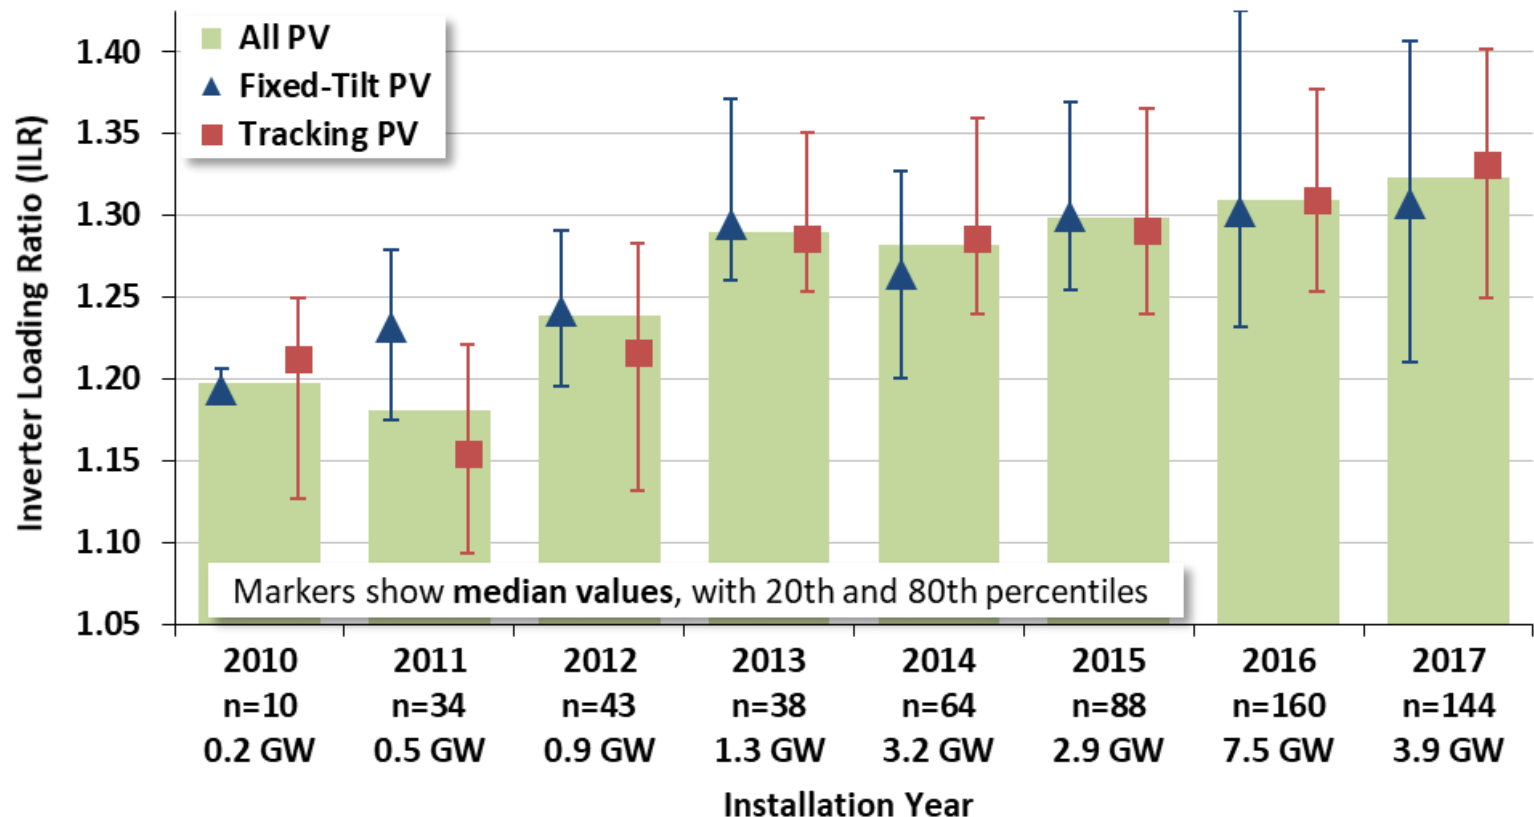 All PV
Fixed-Tilt PV
Tracking PV
Inverter Loading Ratio (ILR)
1.40
1.35
1.30
1.25
1.20
1.15
1.10
1.05
Markers show median values, with 20th and 80th percentiles
2010 2011 2012 2013 2014 2015 2016 2017
n=10 n=34 n=43 n=38 n=64 n=88 n=160 n=144
0.2 GW 0.5 GW 0.9 GW 1.3 GW 3.2 GW 2.9 GW 7.5 GW 3.9 GW
Installation Year